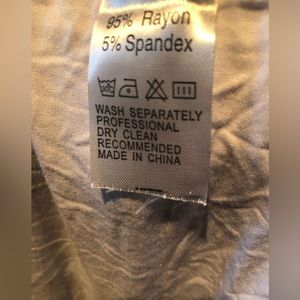 95% Rayon
5% Spandex
WASH SEPARATELY
PROFESSIONAL
DRY CLEAN
RECOMMENDED
MADE IN CHINA